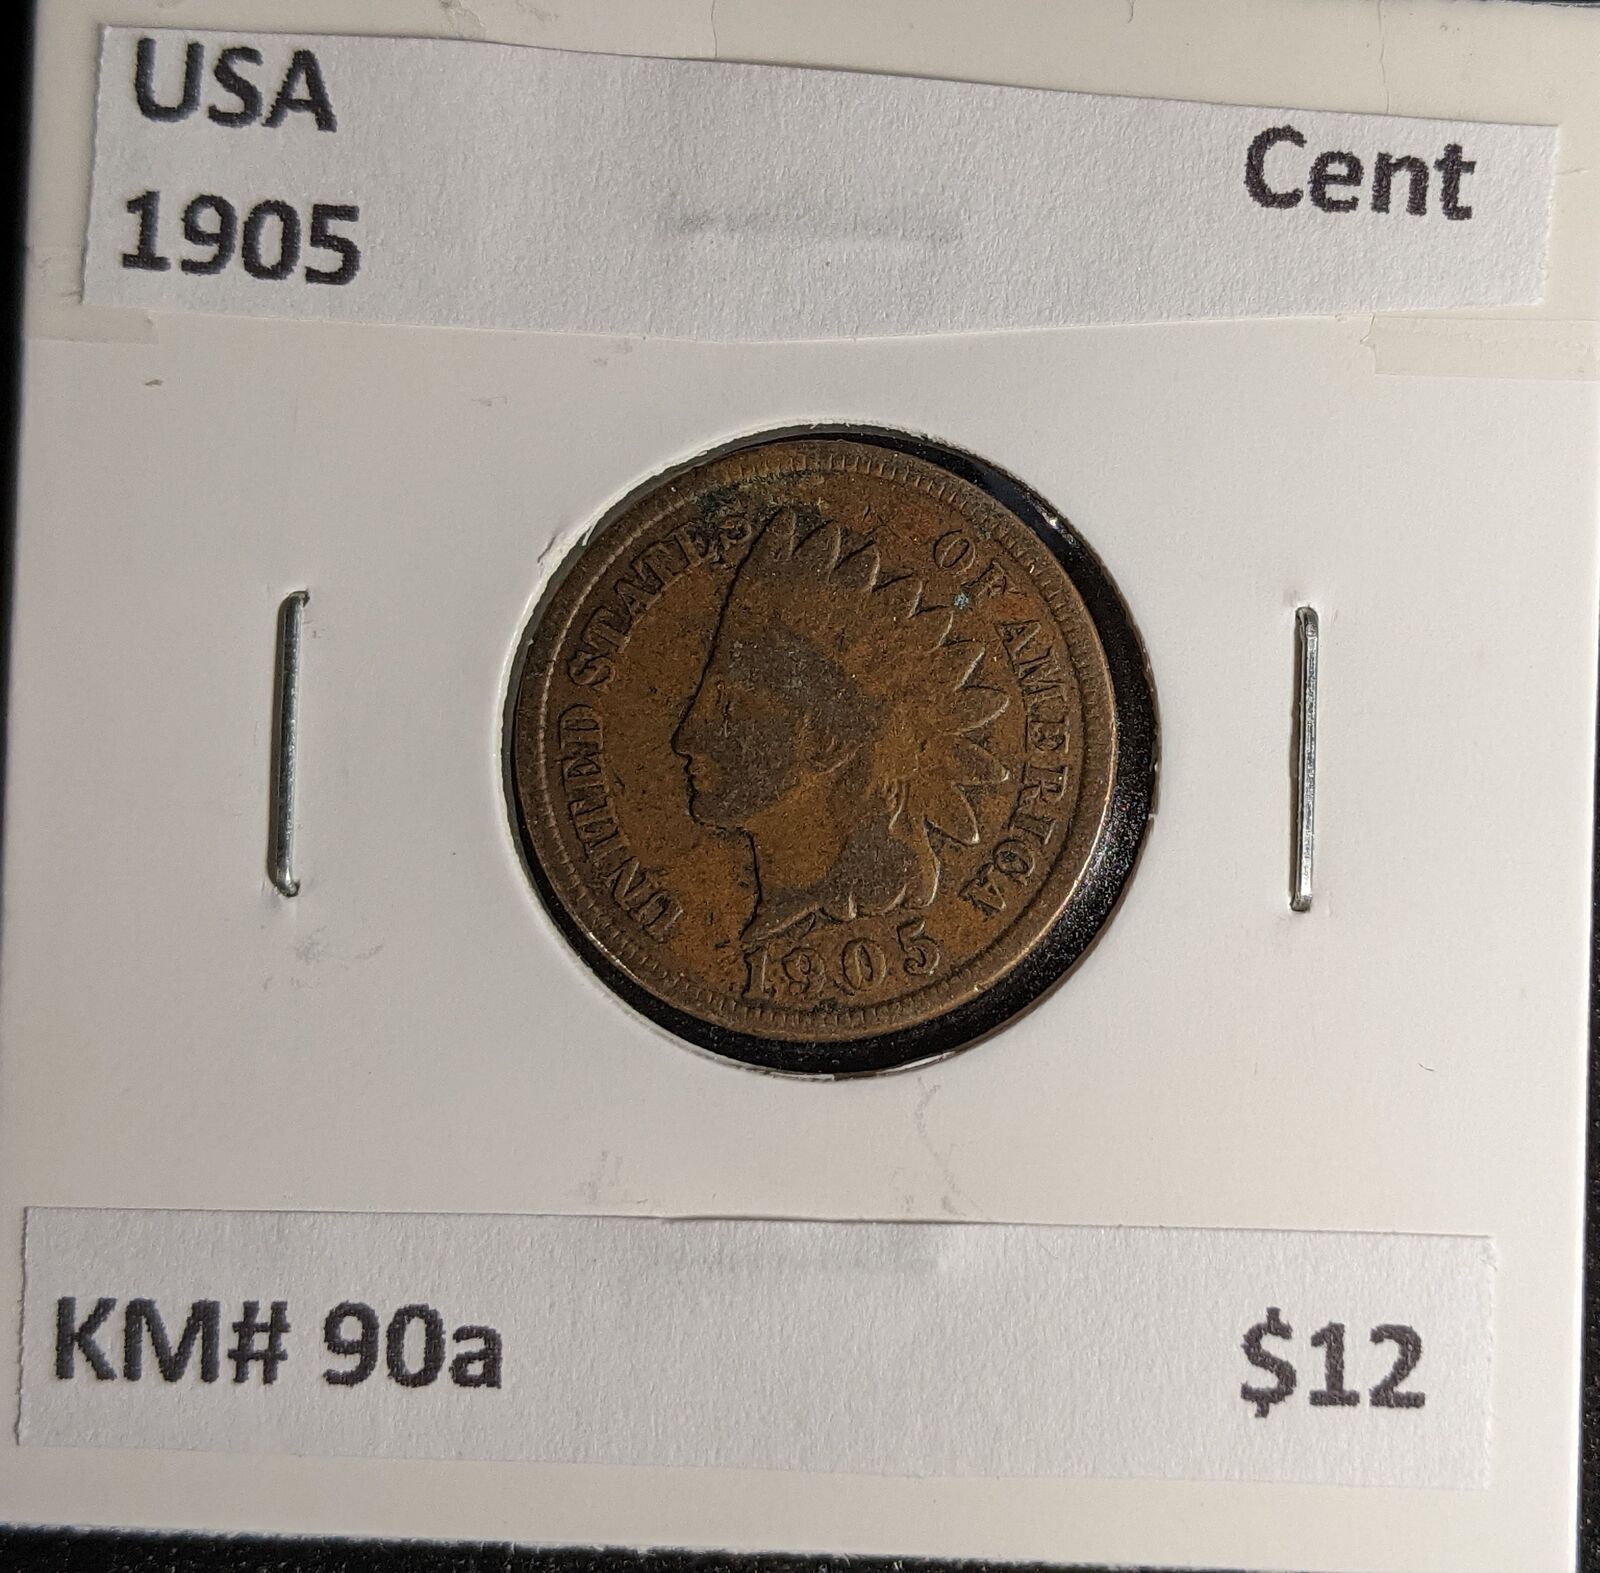 USA
Cent
1905
UNITED STATES OF AMERICA
1905
KM# 90a
$12